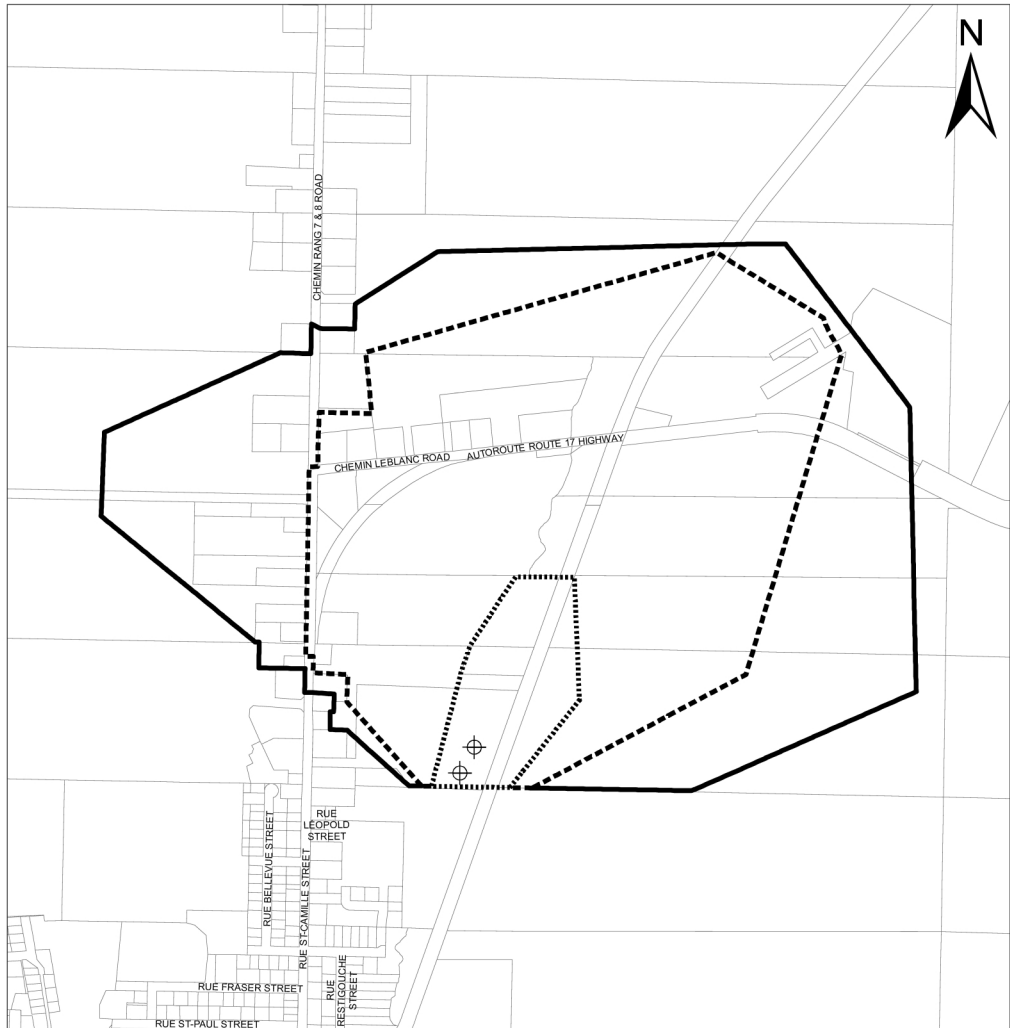 N
CHEMIN RANG 7 & 8 ROAD
CHEMIN LEBLANC ROAD
AUTOROUTE ROUTE 17 HIGHWAY
RUE
LÉOPOLD
STREET
RUE BELLEVUE STREET
RUE ST-CAMILLE STREET
RUE FRASER STREET
RUE
RESTIGOUCHE
STREET
RUE ST-PAUL STREET